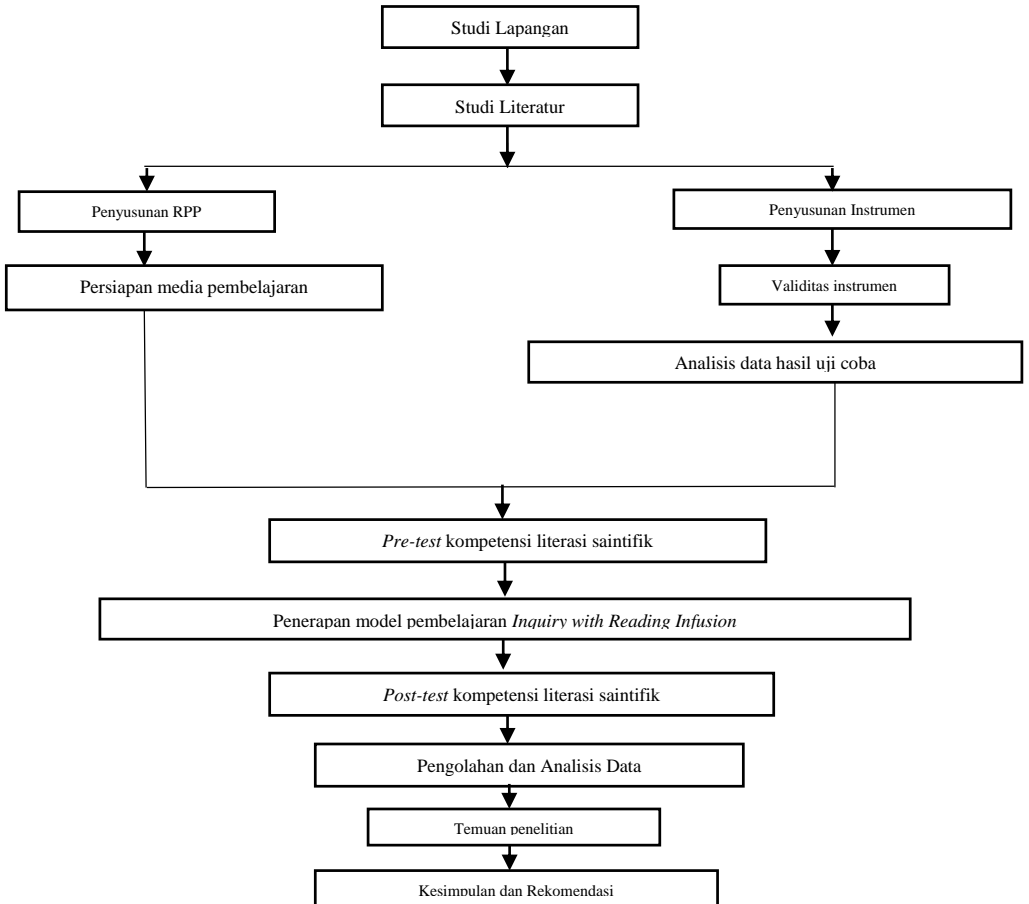 Studi Lapangan
Studi Literatur
Penyusunan RPP
Penyusunan Instrumen
Persiapan media pembelajaran
Validitas instrumen
Analisis data hasil uji coba
Pre-test kompetensi literasi saintifik
Penerapan model pembelajaran Inquiry with Reading Infusion
Post-test kompetensi literasi saintifik
Pengolahan dan Analisis Data
Temuan penelitian
Kesimpulan dan Rekomendasi